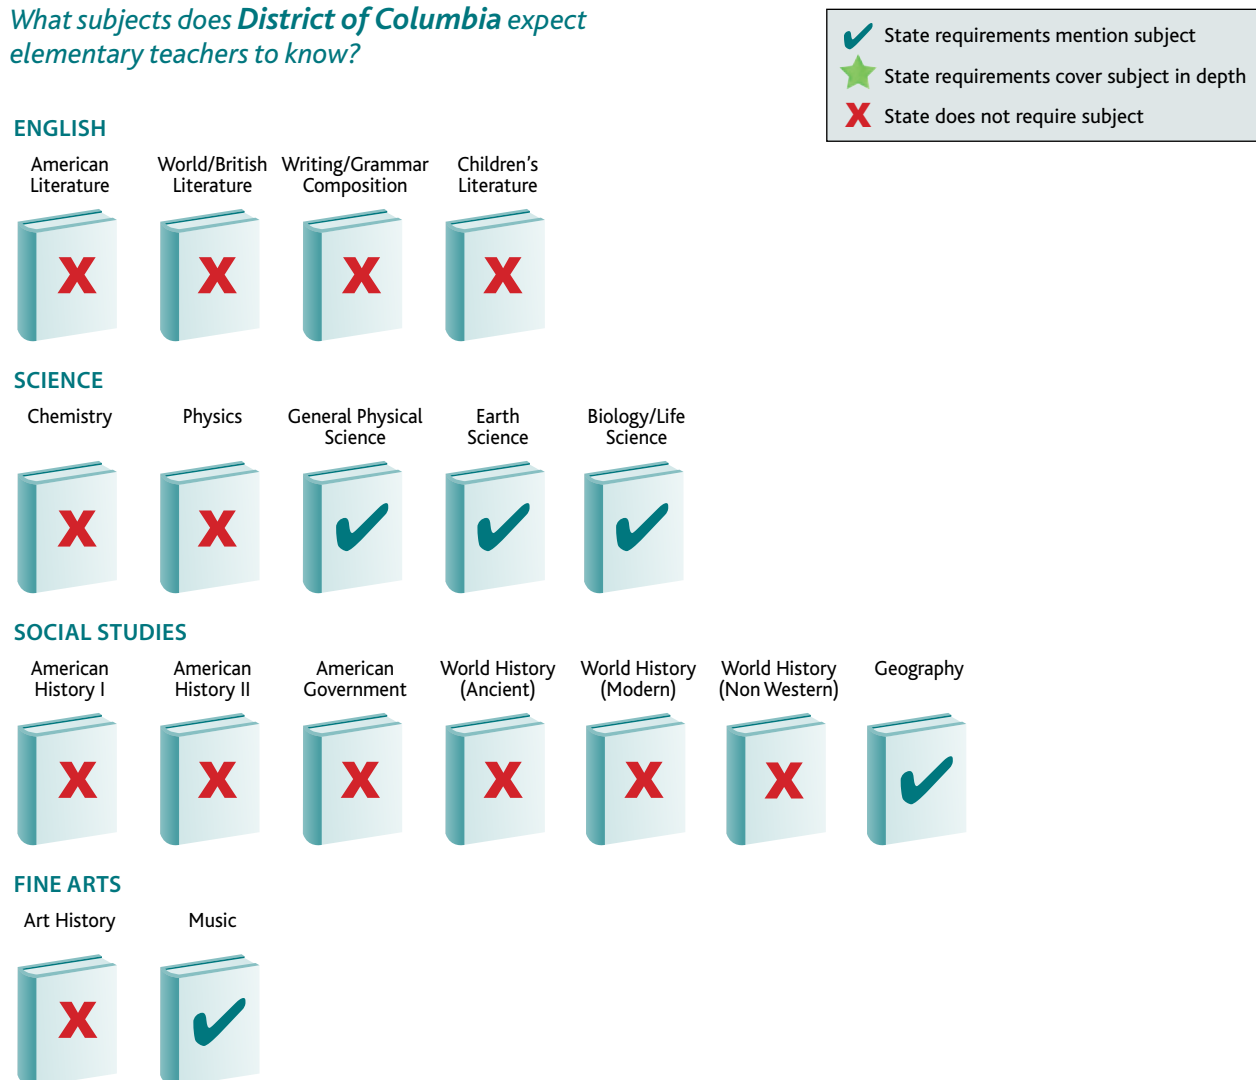 What subjects does District of Columbia expect
elementary teachers to know?
State requirements mention subject
State requirements cover subject in depth
State does not require subject
ENGLISH
American
Literature
World/British
Literature
Writing/Grammar
Composition
Children's
Literature
SCIENCE
Chemistry
Physics
General Physical
Science
Earth
Science
Biology/Life
Science
SOCIAL STUDIES
American
History I
American
History II
American
Government
World History
(Ancient)
World History
(Modern)
World History
(Non Western)
Geography
FINE ARTS
Art History
Music